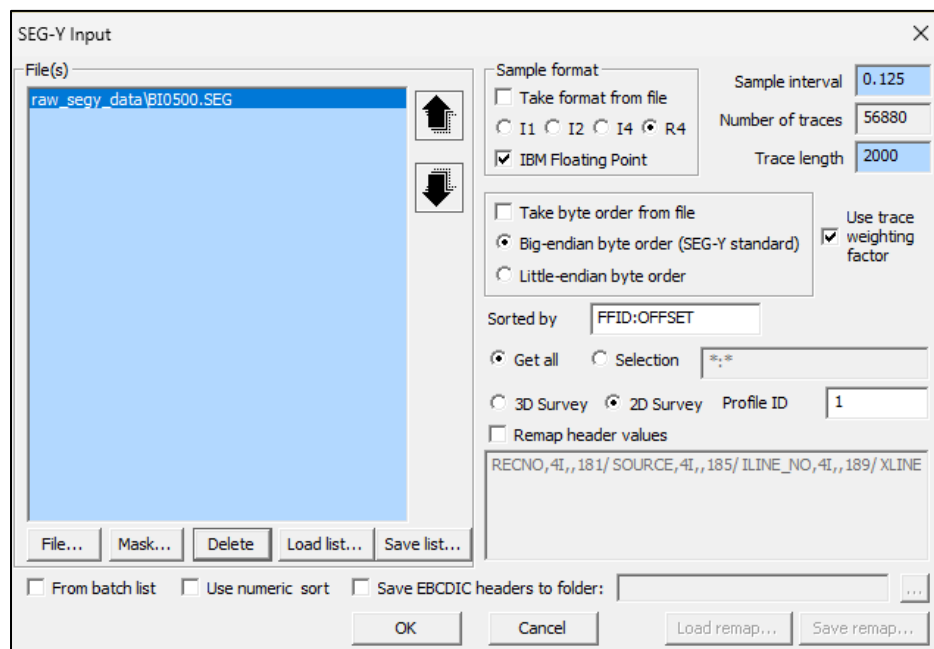 SEG-Y Input
File(s)
raw_segy_data\BI0500.SEG
File...
Mask...
Delete
Load list...
Save list...
Sample format
Take format from file
I1 I2 I4 R4
IBM Floating Point
Sample interval 0.125
Number of traces 56880
Trace length 2000
Take byte order from file
Big-endian byte order (SEG-Y standard)
Little-endian byte order
Use trace
weighting
factor
Sorted by FFID:OFFSET
Get all Selection *:*
3D Survey 2D Survey Profile ID 1
Remap header values
RECNO,4I,,181/ SOURCE,4I,,185/ ILINE_NO,4I,,189/ XLINE
From batch list Use numeric sort Save EBCDIC headers to folder: ...
OK Cancel Load remap... Save remap...